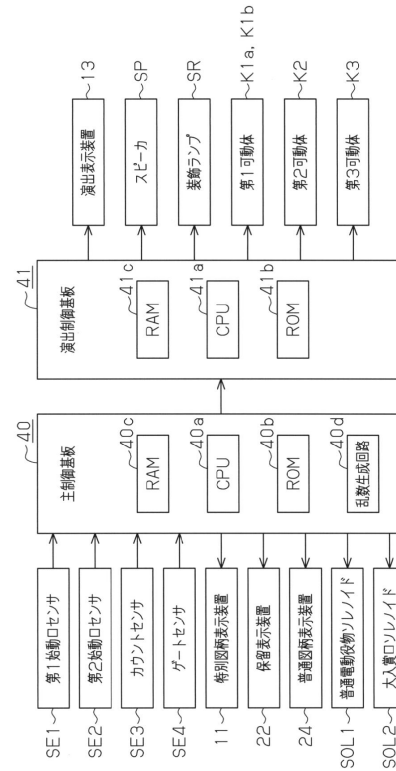 SE1 第1始動口センサ
SE2 第2始動口センサ
SE3 カウントセンサ
SE4 ゲートセンサ
11 特別図柄表示装置
22 保留表示装置
24 普通図柄表示装置
SOL1 普通電動役物ソレノイド
SOL2 大入賞口ソレノイド
40
主制御基板
40c
RAM
40a
CPU
40b
ROM
40d
乱数生成回路
41
演出制御基板
41c
RAM
41a
CPU
41b
ROM
演出表示装置 13
スピーカ SP
装飾ランプ SR
第1可動体 K1a, K1b
第2可動体 K2
第3可動体 K3